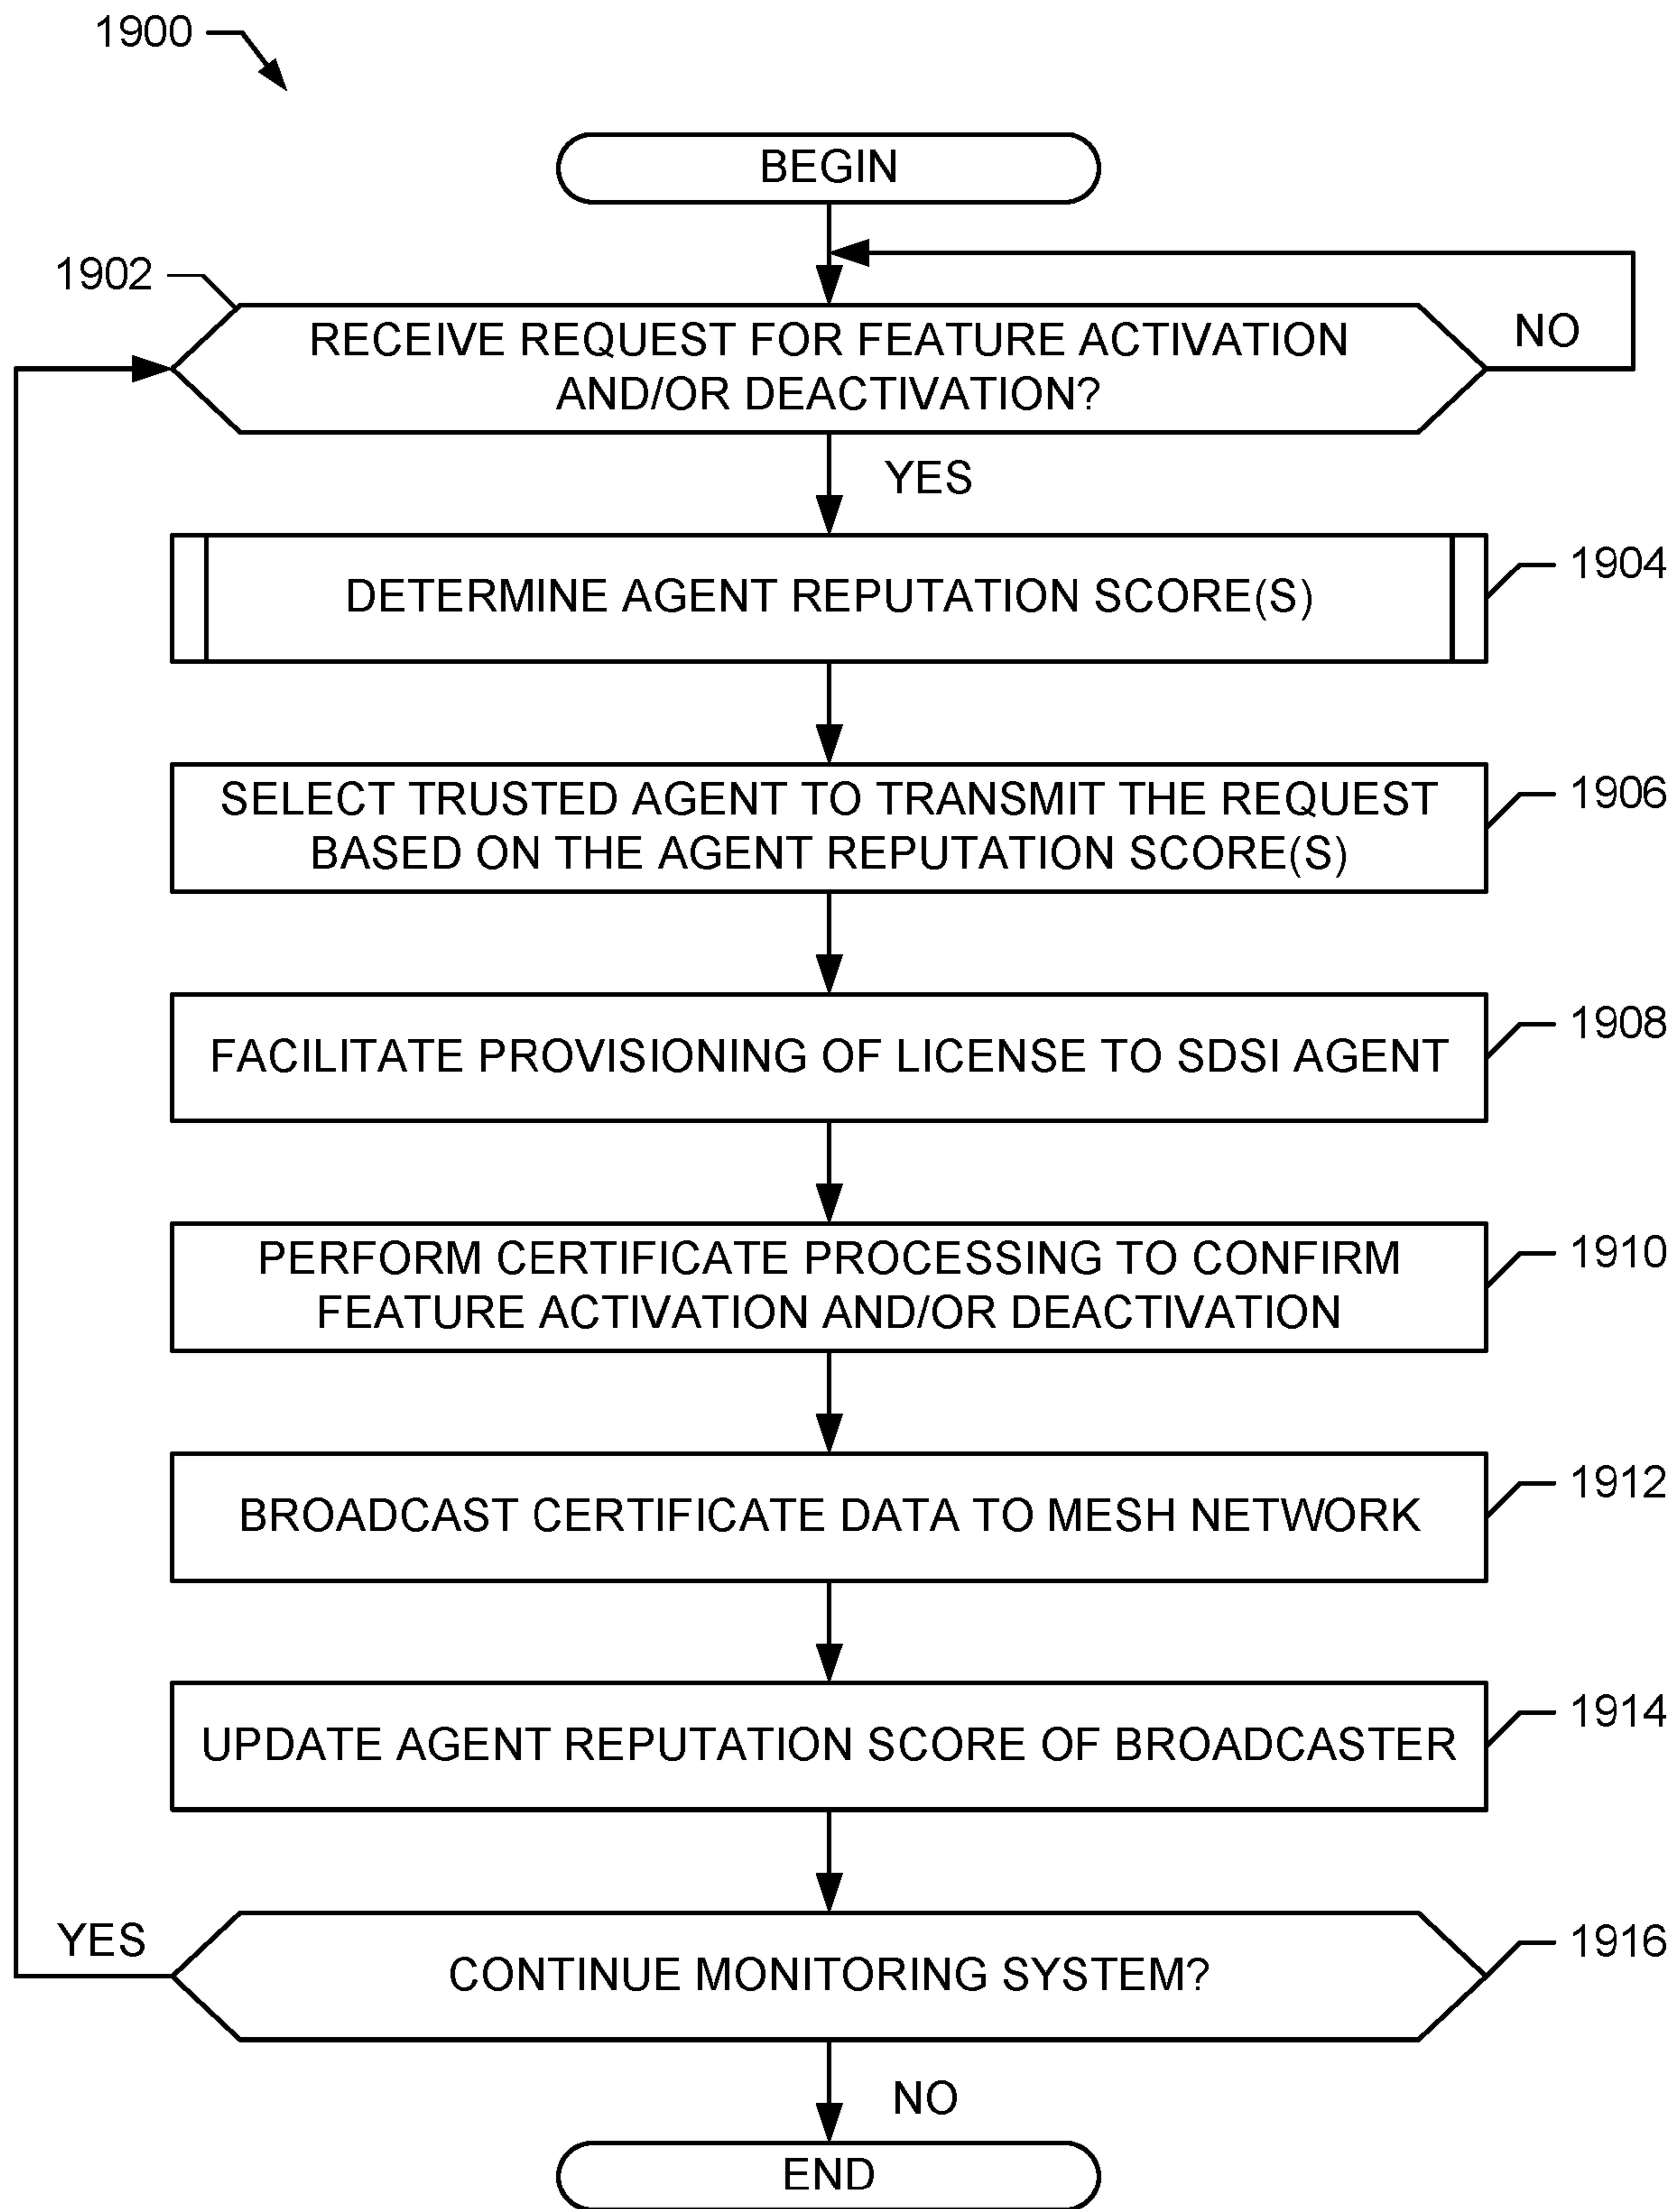 1900
BEGIN
1902
RECEIVE REQUEST FOR FEATURE ACTIVATION
AND/OR DEACTIVATION?
NO
YES
DETERMINE AGENT REPUTATION SCORE(S)
1904
SELECT TRUSTED AGENT TO TRANSMIT THE REQUEST
BASED ON THE AGENT REPUTATION SCORE(S)
1906
FACILITATE PROVISIONING OF LICENSE TO SDSI AGENT
1908
PERFORM CERTIFICATE PROCESSING TO CONFIRM
FEATURE ACTIVATION AND/OR DEACTIVATION
1910
BROADCAST CERTIFICATE DATA TO MESH NETWORK
1912
UPDATE AGENT REPUTATION SCORE OF BROADCASTER
1914
YES
CONTINUE MONITORING SYSTEM?
1916
NO
END